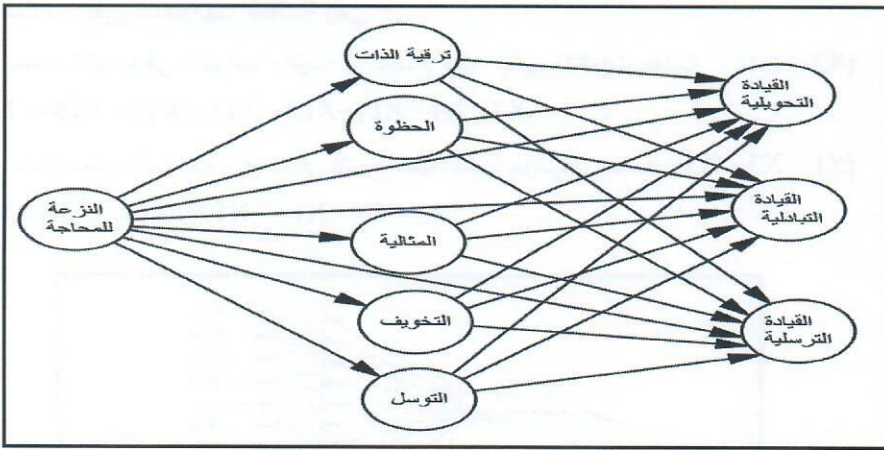 ترقية الذات
الحظوة
المثالية
التخويف
التوسل
النزعة
للمحاجة
القيادة
التحويلية
القيادة
التبادلية
القيادة
الترسلية